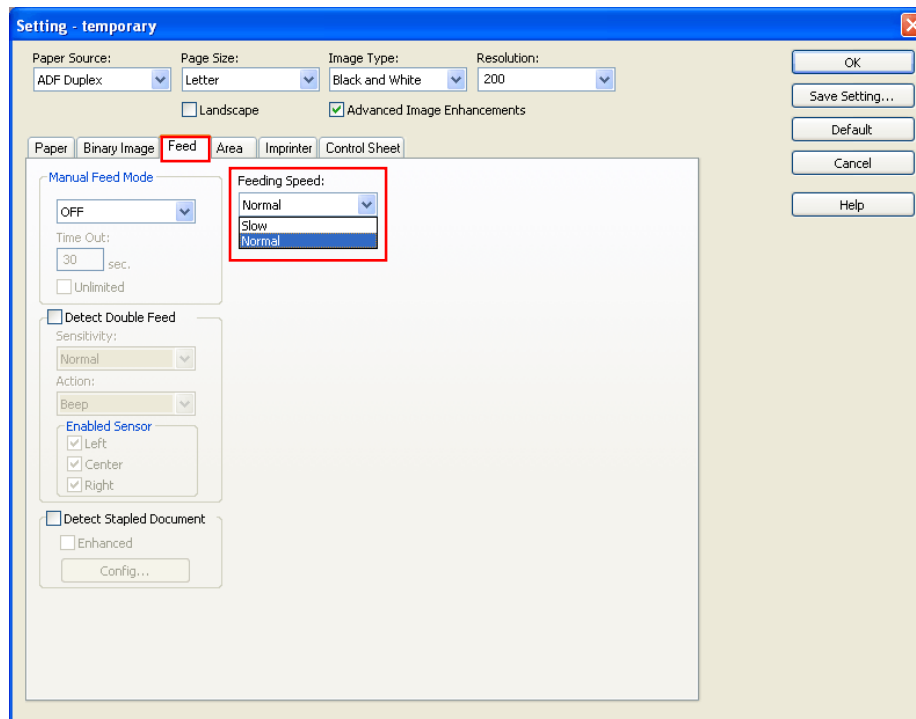 Setting - temporary
Paper Source: Page Size: Image Type: Resolution:
ADF Duplex Letter Black and White 200
Landscape Advanced Image Enhancements
OK
Save Setting...
Default
Cancel
Help
Paper Binary Image Feed Area Imprinter Control Sheet
Manual Feed Mode
OFF
Time Out:
30 sec.
Unlimited
Feeding Speed:
Normal
Slow
Normal
Detect Double Feed
Sensitivity:
Normal
Action:
Beep
Enabled Sensor
Left
Center
Right
Detect Stapled Document
Enhanced
Config...